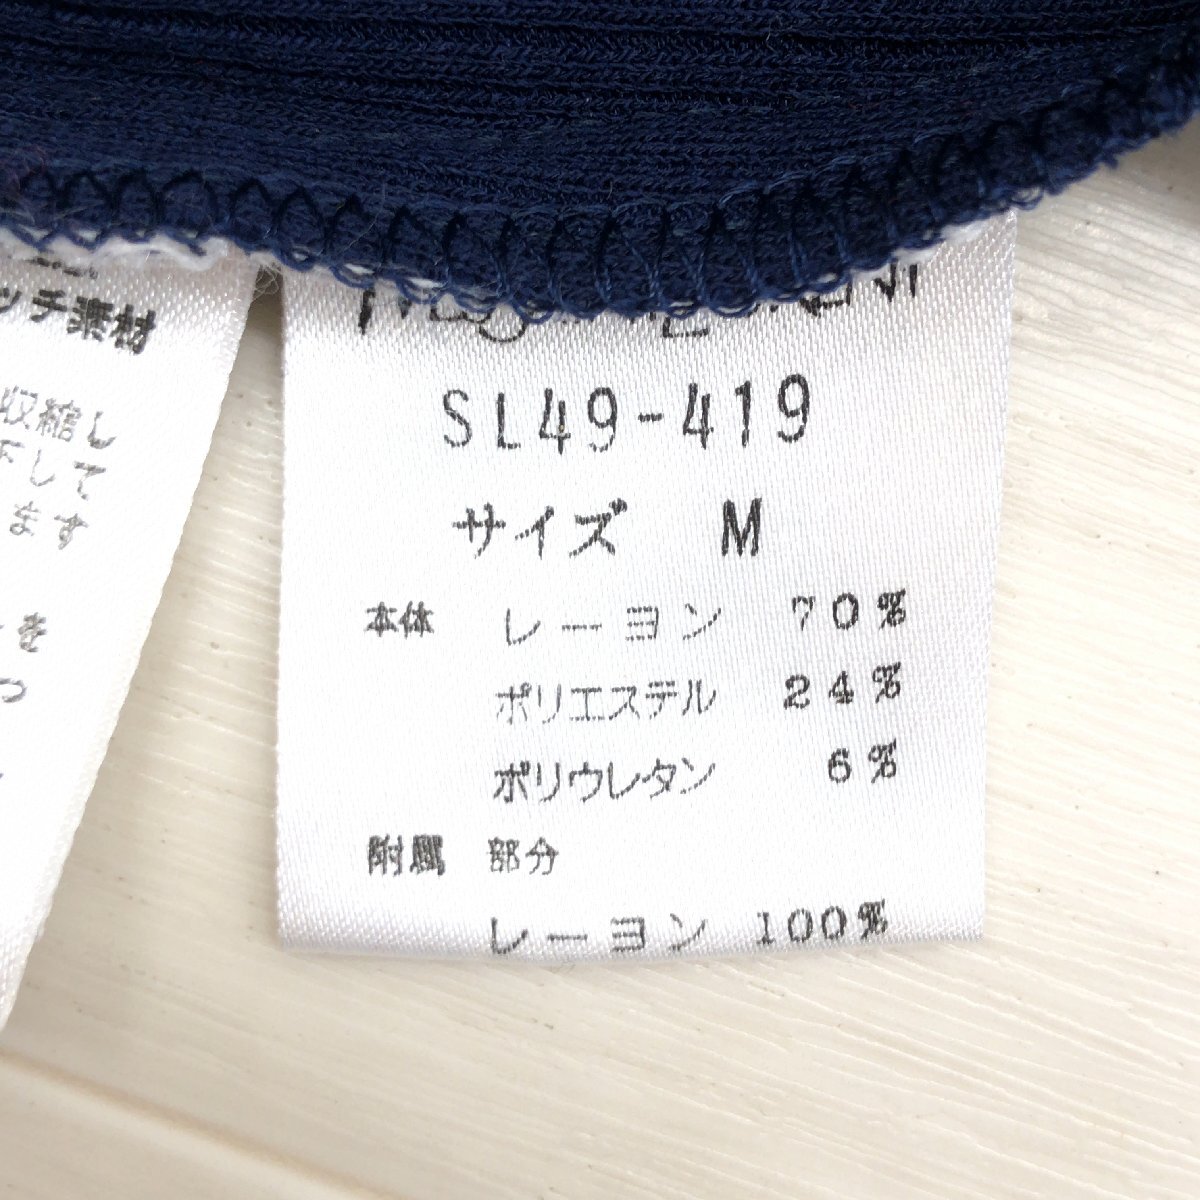 ッチ素材
収縮し
下して
ます
を
つ
SL49-419
サイズ M
本体 レーヨン 70%
ポリエステル 24%
ポリウレタン 6%
附属 部分
レーヨン 100%